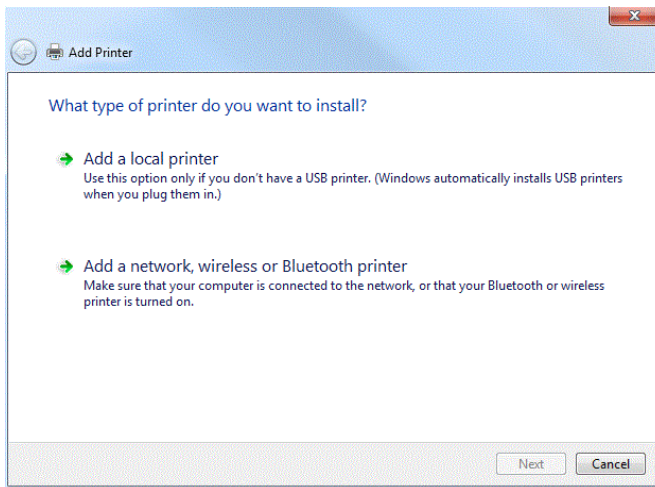 Add Printer
What type of printer do you want to install?
Add a local printer
Use this option only if you don't have a USB printer. (Windows automatically installs USB printers
when you plug them in.)
Add a network, wireless or Bluetooth printer
Make sure that your computer is connected to the network, or that your Bluetooth or wireless
printer is turned on.
Next
Cancel